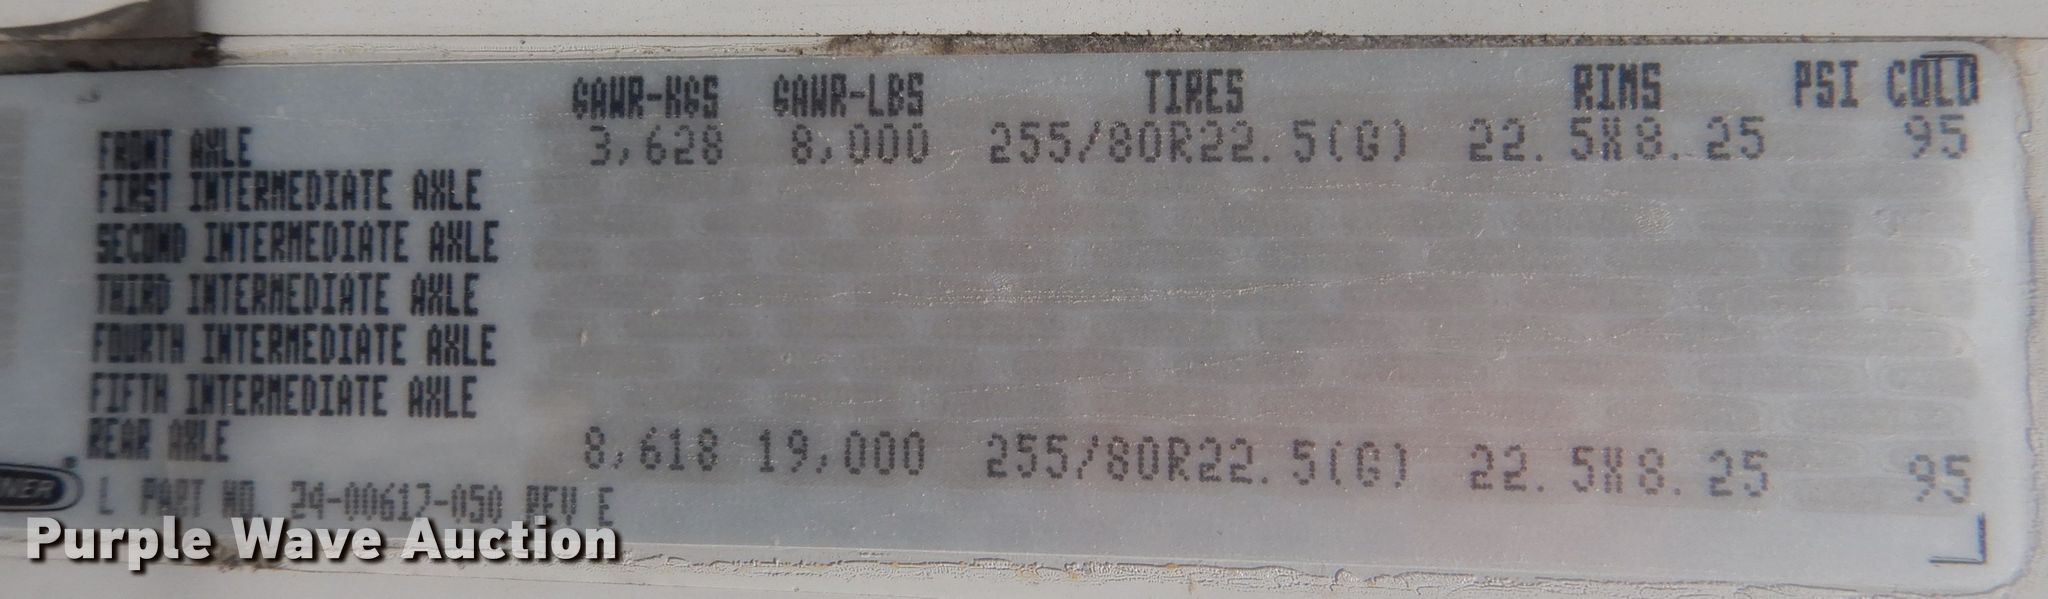 GAWR-KGS GAWR-LBS TIRES RIMS PSI COLD
FRONT AXLE 3,628 8,000 255/80R22.5(G) 22.5X8.25 95
FIRST INTERMEDIATE AXLE
SECOND INTERMEDIATE AXLE
THIRD INTERMEDIATE AXLE
FOURTH INTERMEDIATE AXLE
FIFTH INTERMEDIATE AXLE
REAR AXLE 8,618 19,000 255/80R22.5(G) 22.5X8.25 95
NER
L PART NO. 24-00612-050 REV E
Purple Wave Auction